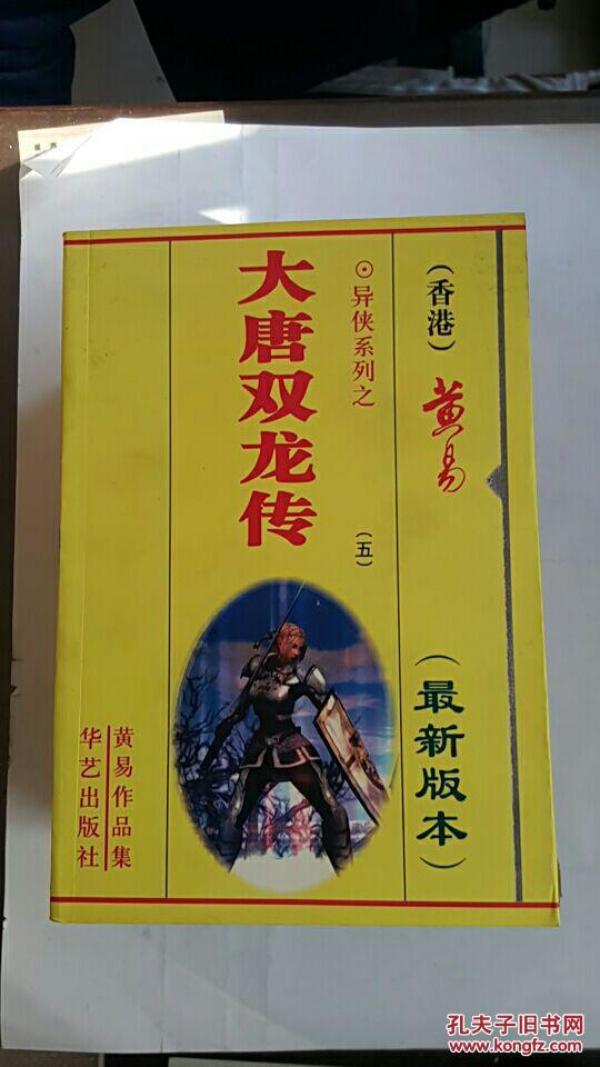 （香港）
黄易
（最新版本）
⊙异侠系列之
（五）
大唐双龙传
黄易作品集
华艺出版社
孔夫子旧书网
www.kongfz.com